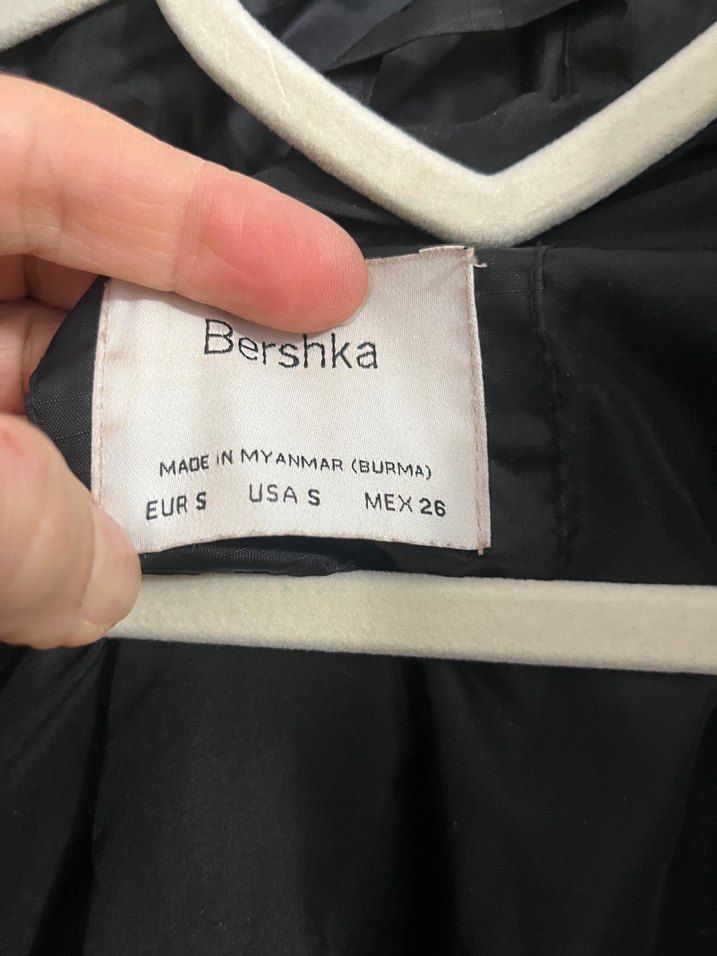 Bershka
MADE IN MYANMAR (BURMA)
EUR S USA S MEX 26